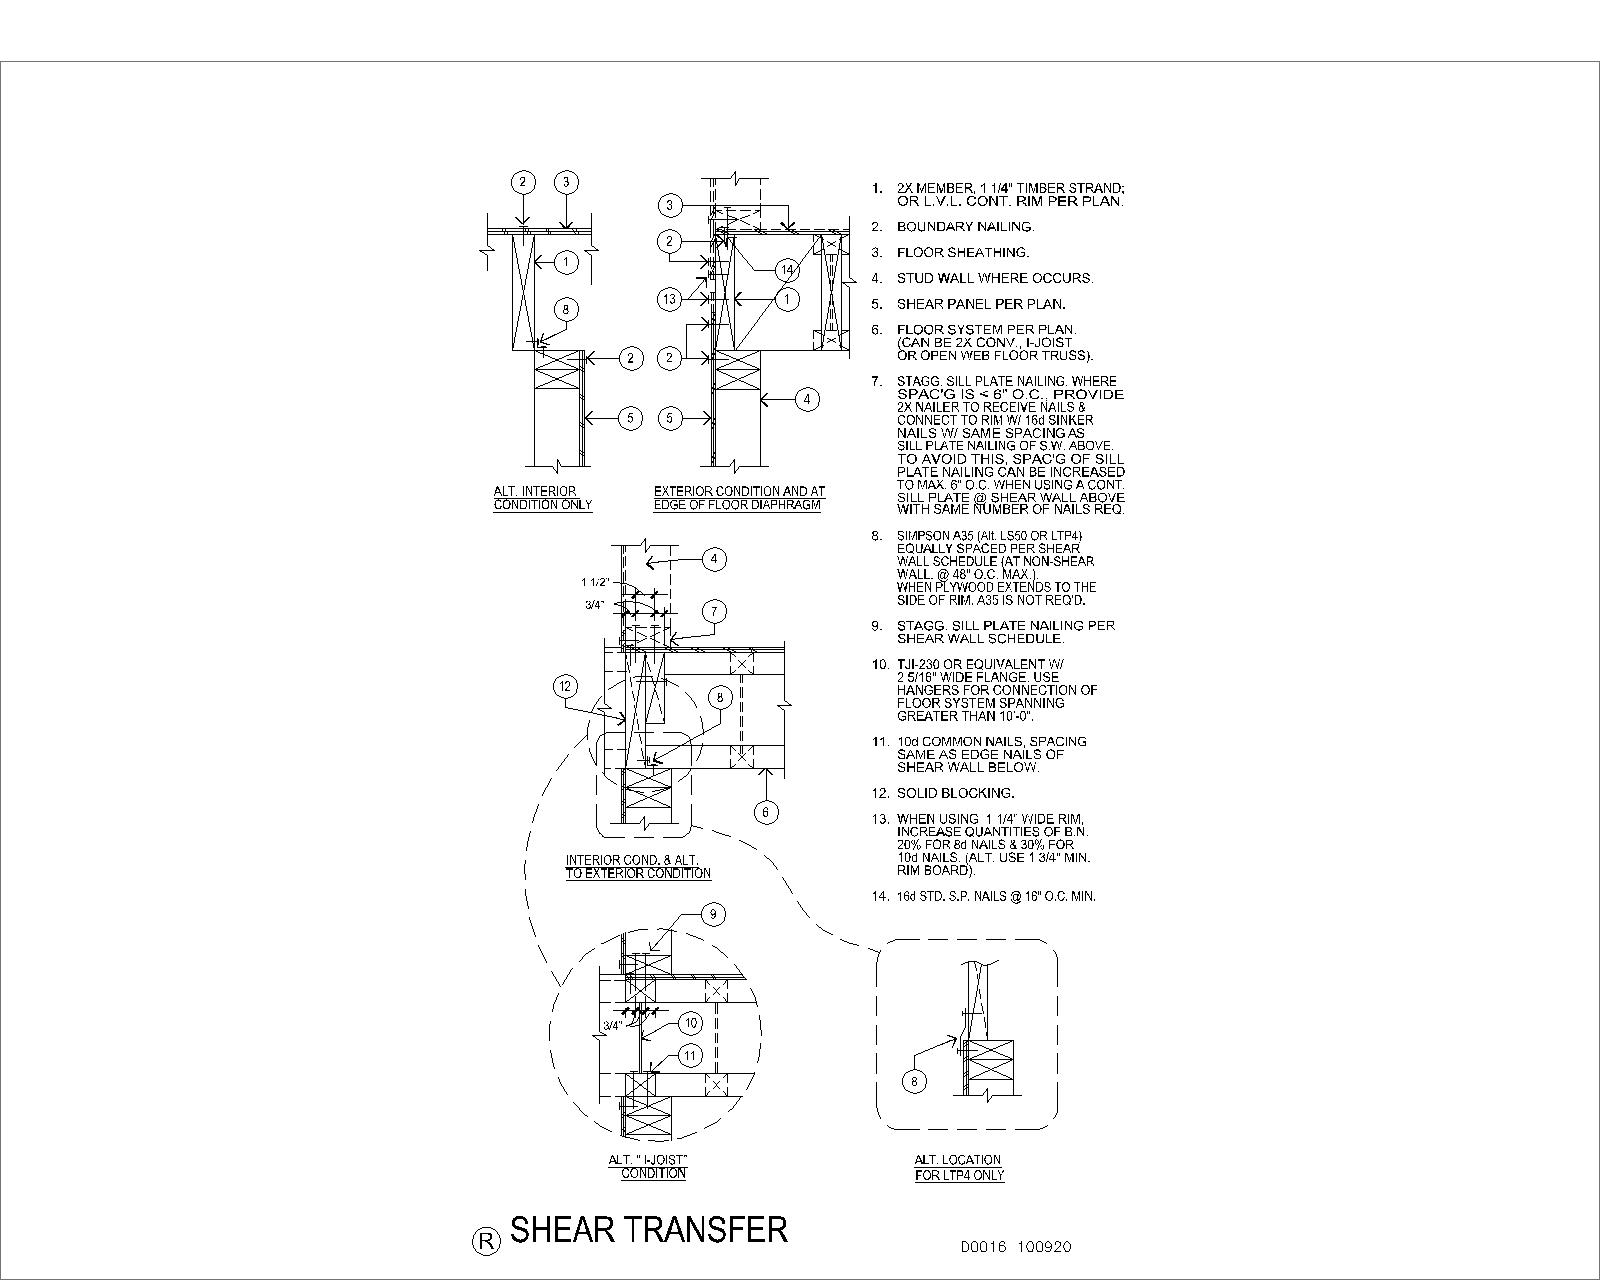 2
3
1
8
2
5
ALT. INTERIOR
CONDITION ONLY
3
2
13
14
1
2
4
5
EXTERIOR CONDITION AND AT
EDGE OF FLOOR DIAPHRAGM
4
1 1/2"
3/4"
7
12
8
6
INTERIOR COND. & ALT.
TO EXTERIOR CONDITION
9
3/4"
10
11
ALT. " I-JOIST"
CONDITION
8
ALT. LOCATION
FOR LTP4 ONLY
1. 2X MEMBER, 1 1/4" TIMBER STRAND;
OR L.V.L. CONT. RIM PER PLAN.
2. BOUNDARY NAILING.
3. FLOOR SHEATHING.
4. STUD WALL WHERE OCCURS.
5. SHEAR PANEL PER PLAN.
6. FLOOR SYSTEM PER PLAN.
(CAN BE 2X CONV., I-JOIST
OR OPEN WEB FLOOR TRUSS).
7. STAGG. SILL PLATE NAILING. WHERE
SPAC'G IS < 6" O.C., PROVIDE
2X NAILER TO RECEIVE NAILS &
CONNECT TO RIM W/ 16d SINKER
NAILS W/ SAME SPACING AS
SILL PLATE NAILING OF S.W. ABOVE.
TO AVOID THIS, SPAC'G OF SILL
PLATE NAILING CAN BE INCREASED
TO MAX. 6" O.C. WHEN USING A CONT.
SILL PLATE @ SHEAR WALL ABOVE
WITH SAME NUMBER OF NAILS REQ.
8. SIMPSON A35 (Alt. LS50 OR LTP4)
EQUALLY SPACED PER SHEAR
WALL SCHEDULE (AT NON-SHEAR
WALL. @ 48" O.C. MAX.).
WHEN PLYWOOD EXTENDS TO THE
SIDE OF RIM. A35 IS NOT REQ'D.
9. STAGG. SILL PLATE NAILING PER
SHEAR WALL SCHEDULE.
10. TJI-230 OR EQUIVALENT W/
2 5/16" WIDE FLANGE. USE
HANGERS FOR CONNECTION OF
FLOOR SYSTEM SPANNING
GREATER THAN 10'-0".
11. 10d COMMON NAILS, SPACING
SAME AS EDGE NAILS OF
SHEAR WALL BELOW.
12. SOLID BLOCKING.
13. WHEN USING 1 1/4" WIDE RIM,
INCREASE QUANTITIES OF B.N.
20% FOR 8d NAILS & 30% FOR
10d NAILS. (ALT. USE 1 3/4" MIN.
RIM BOARD).
14. 16d STD. S.P. NAILS @ 16" O.C. MIN.
R SHEAR TRANSFER
D0016 100920